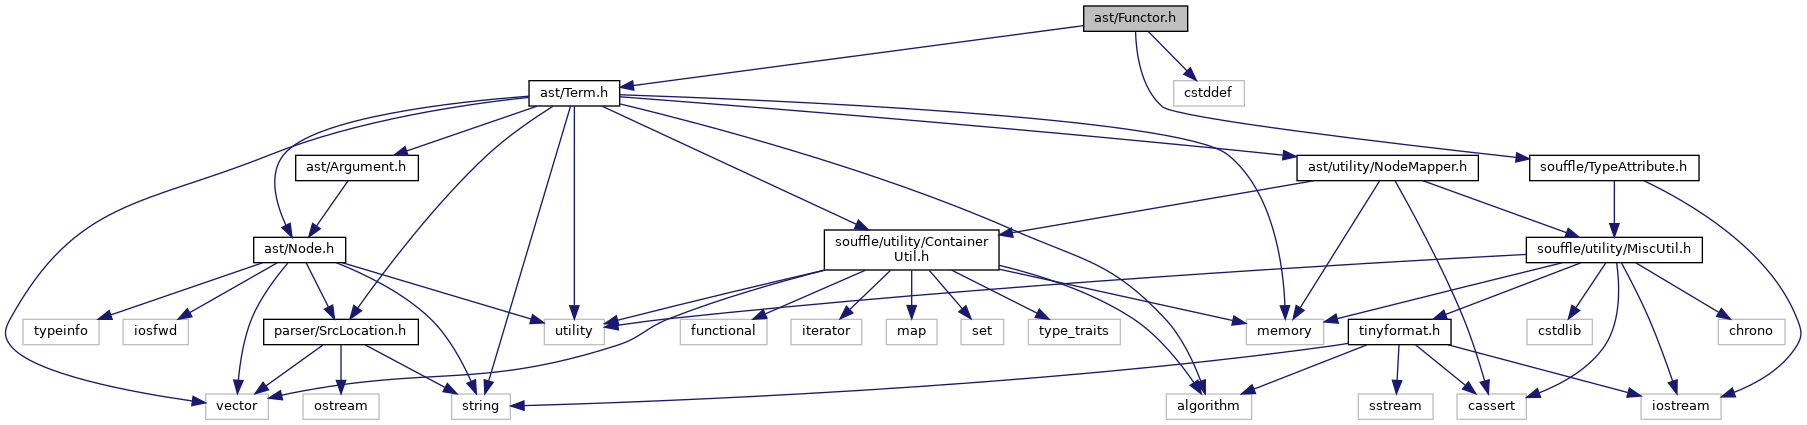 ast/Functor.h
ast/Term.h
cstddef
ast/Argument.h
ast/utility/NodeMapper.h
souffle/TypeAttribute.h
ast/Node.h
souffle/utility/Container
Util.h
souffle/utility/MiscUtil.h
typeinfo
iosfwd
parser/SrcLocation.h
utility
functional
iterator
map
set
type_traits
memory
tinyformat.h
cstdlib
chrono
vector
ostream
string
algorithm
sstream
cassert
iostream